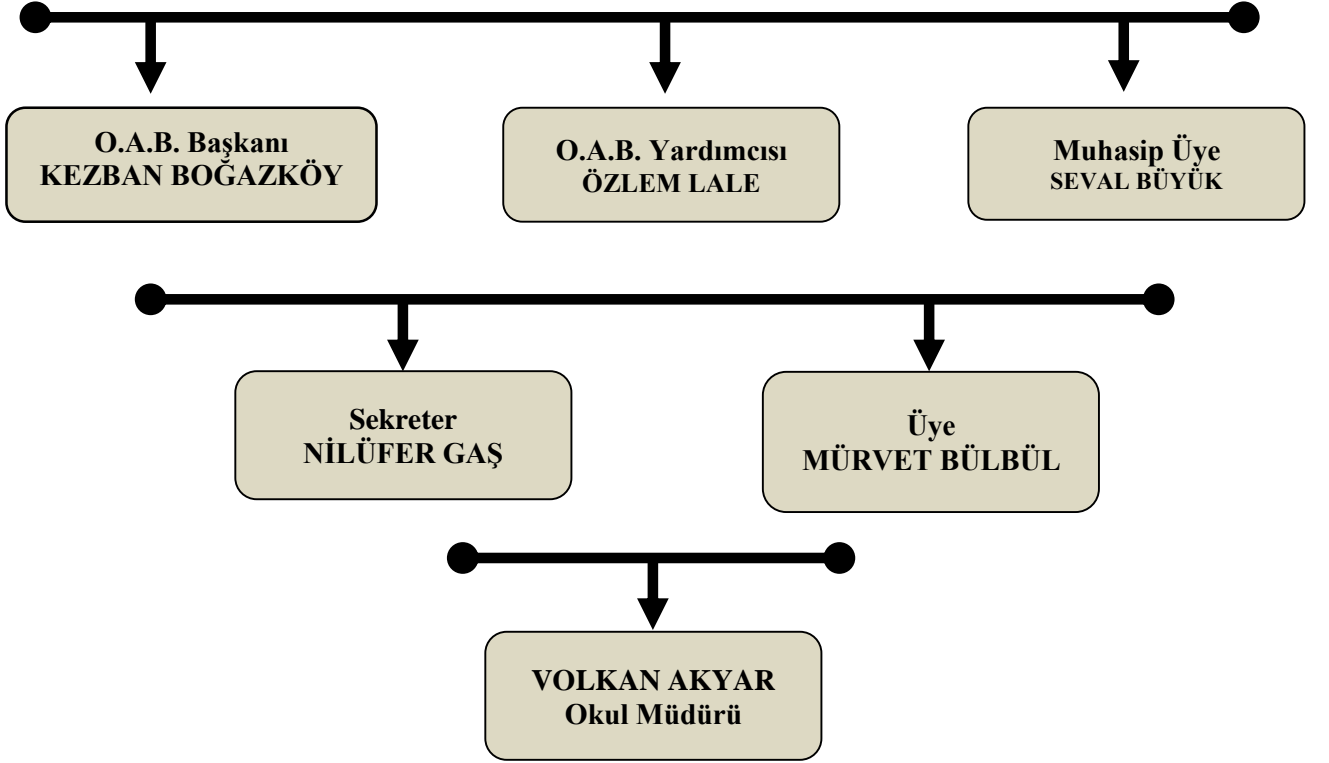 O.A.B. Başkanı
KEZBAN BOĞAZKÖY
O.A.B. Yardımcısı
ÖZLEM LALE
Muhasip Üye
SEVAL BÜYÜK
Sekreter
NİLÜFER GAŞ
Üye
MÜRVET BÜLBÜL
VOLKAN AKYAR
Okul Müdürü